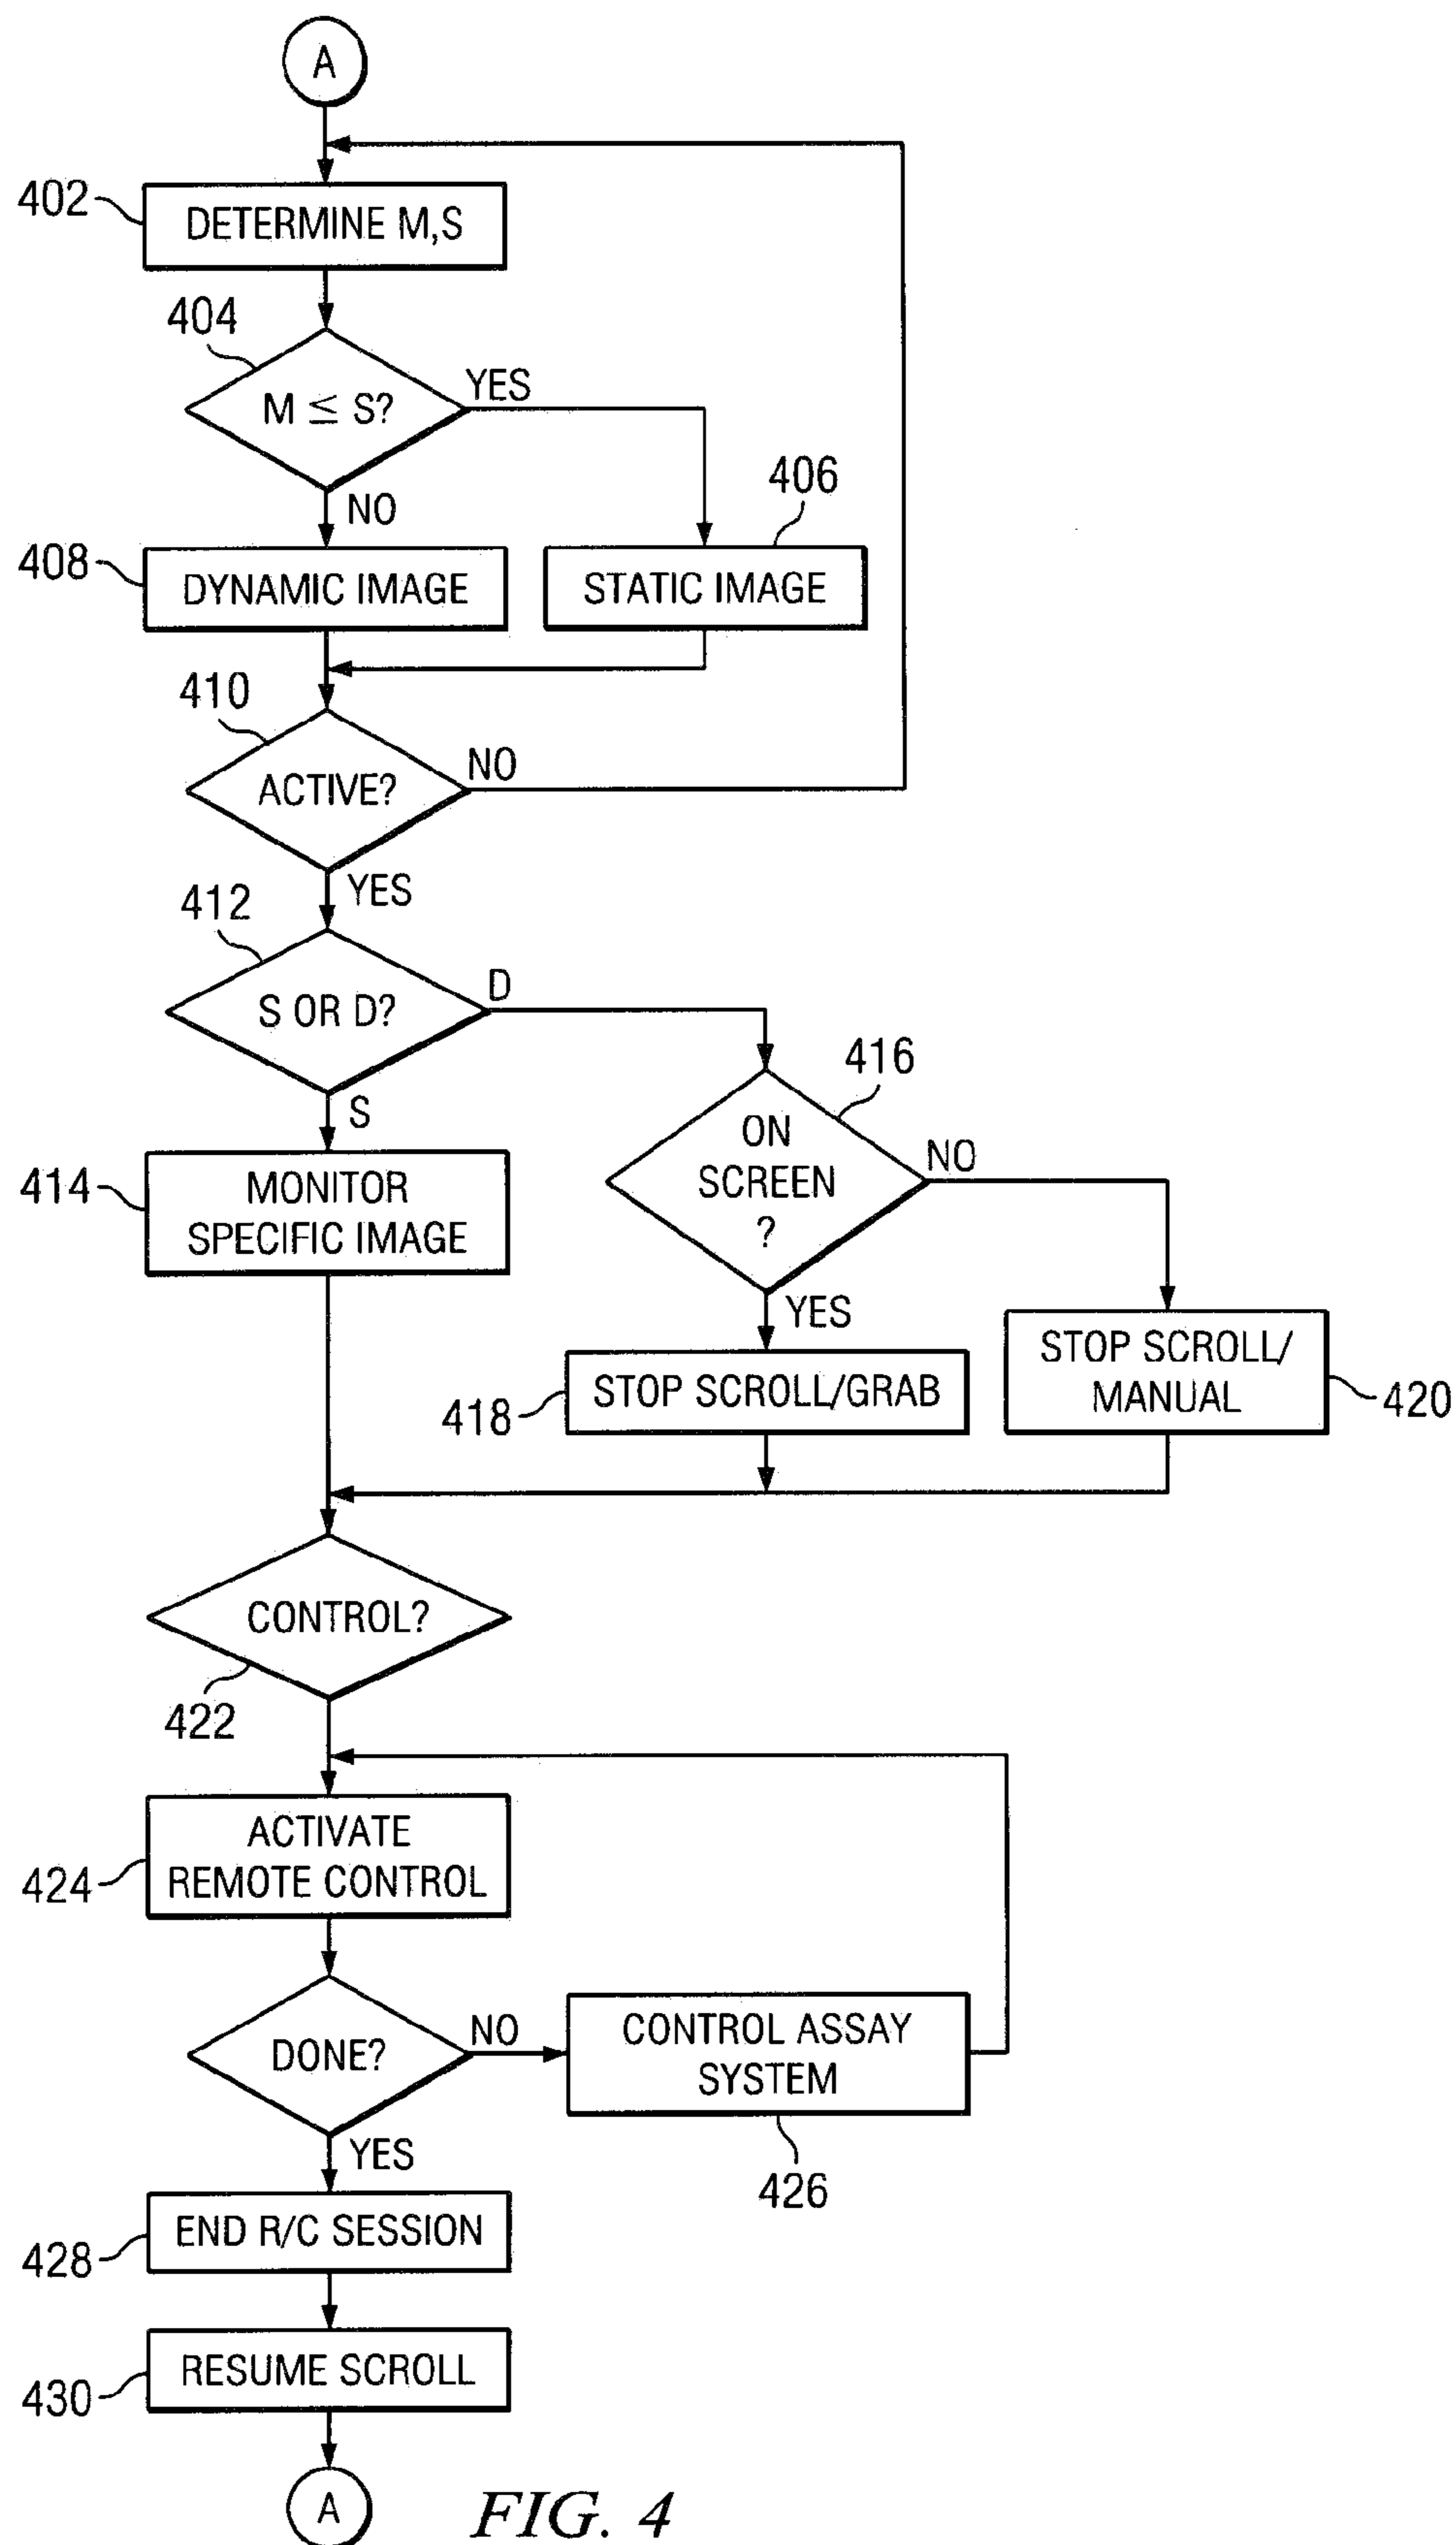 A
402
DETERMINE M,S
404
M ≤ S?
YES
NO
406
408
DYNAMIC IMAGE
STATIC IMAGE
410
ACTIVE?
NO
YES
412
S OR D?
D
S
416
ON
SCREEN
?
NO
YES
414
MONITOR
SPECIFIC IMAGE
418
STOP SCROLL/GRAB
STOP SCROLL/
MANUAL
420
CONTROL?
422
424
ACTIVATE
REMOTE CONTROL
DONE?
NO
YES
CONTROL ASSAY
SYSTEM
426
428
END R/C SESSION
430
RESUME SCROLL
A
FIG. 4